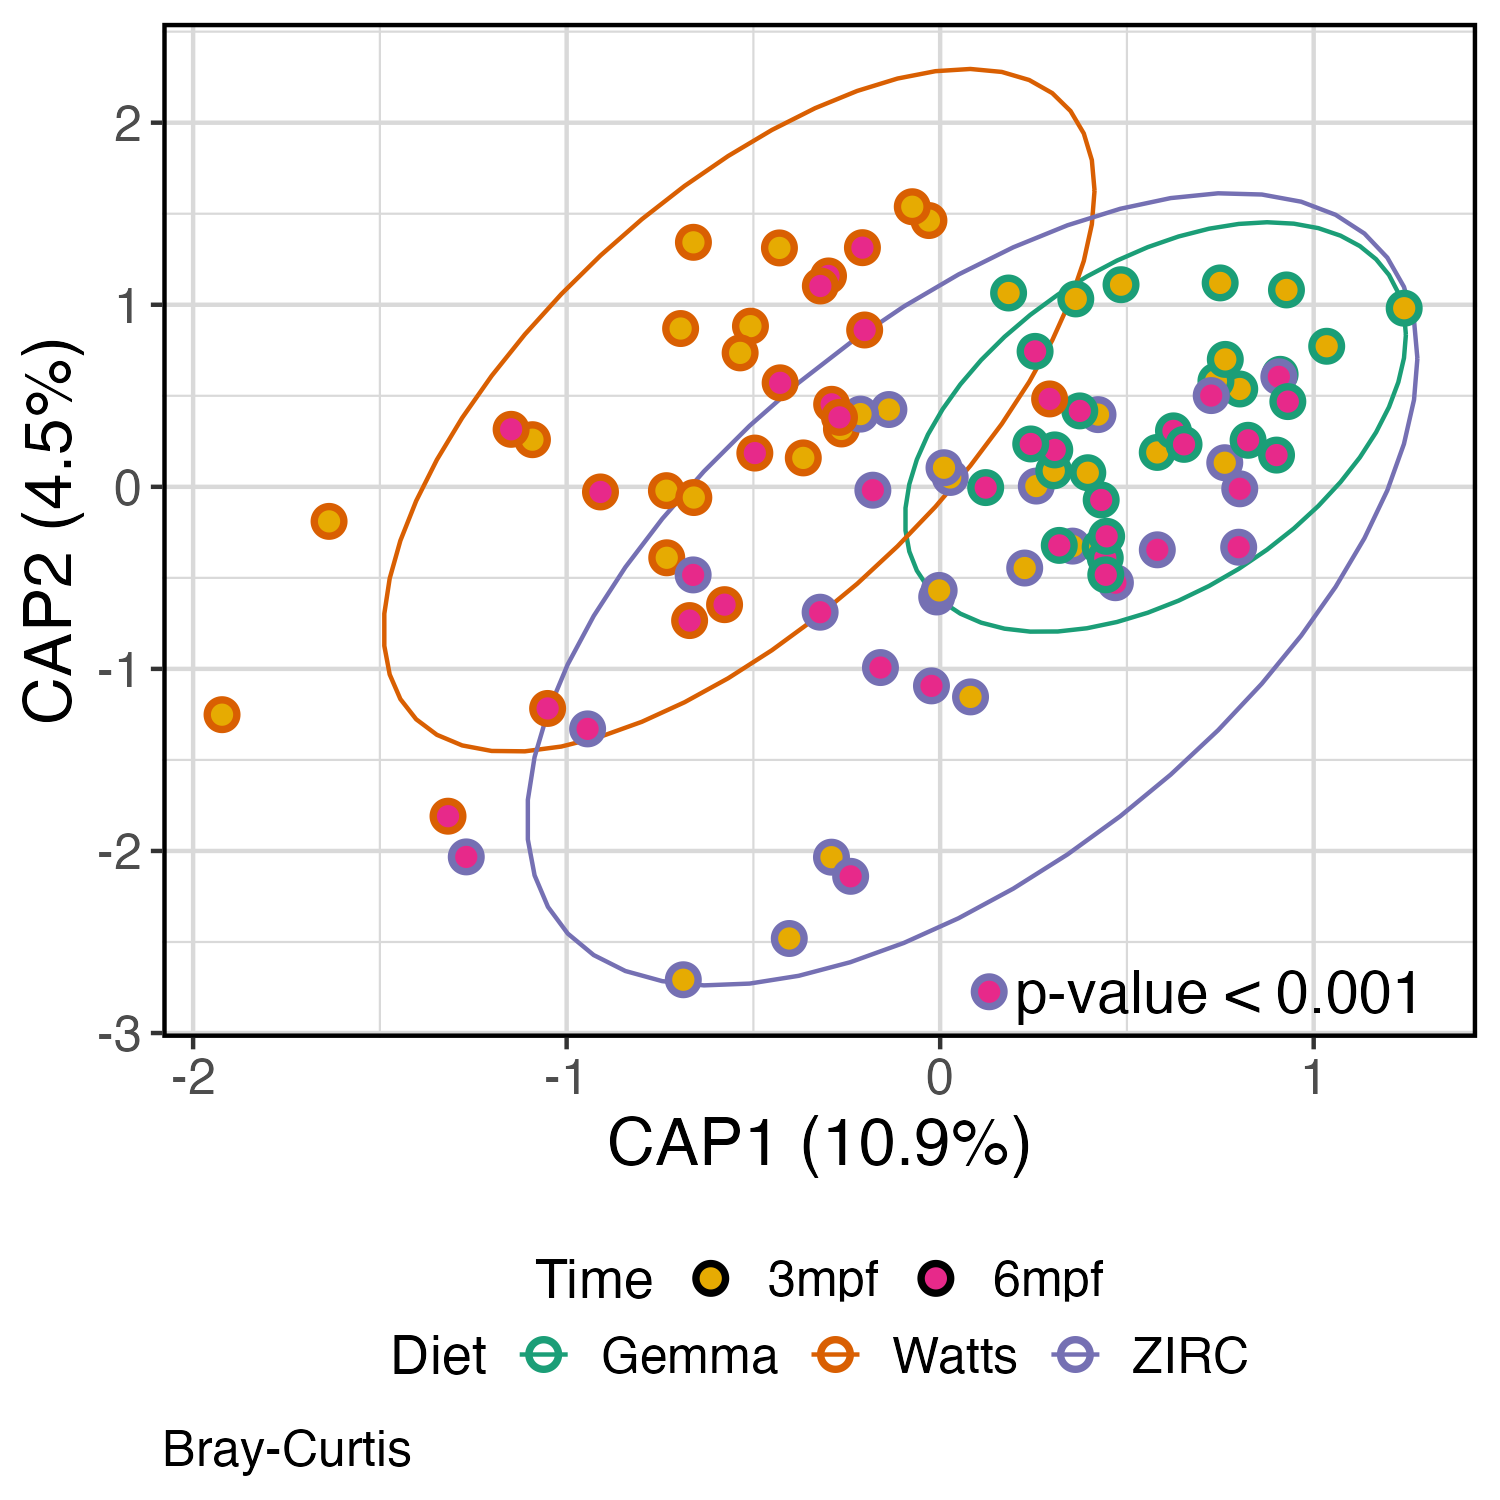 CAP2 (4.5%)
2
1
0
-1
-2
-3
p-value < 0.001
-2 -1 0 1
CAP1 (10.9%)
Time 3mpf 6mpf
Diet Gemma Watts ZIRC
Bray-Curtis